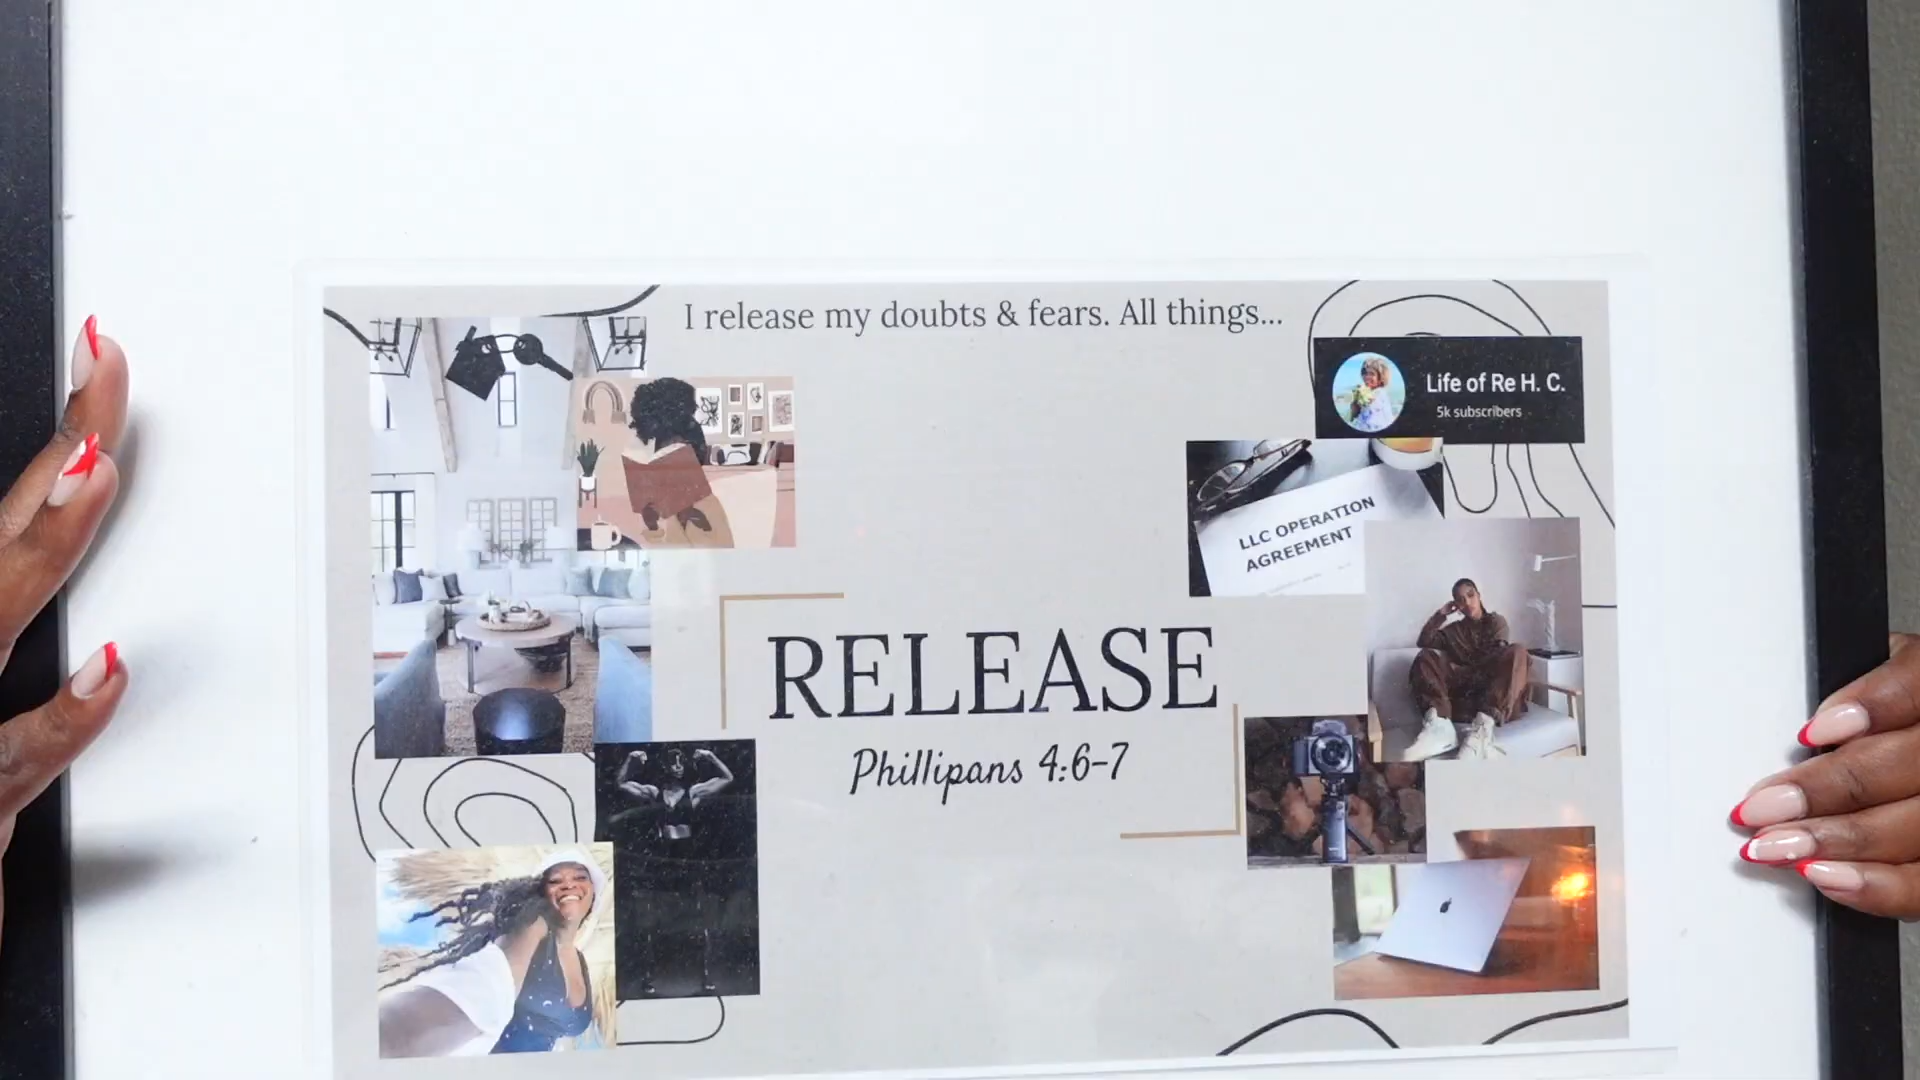 I release my doubts & fears. All things...
Life of Re H. C.
5k subscribers
LLC OPERATION
AGREEMENT
RELEASE
Phillipans 4:6-7